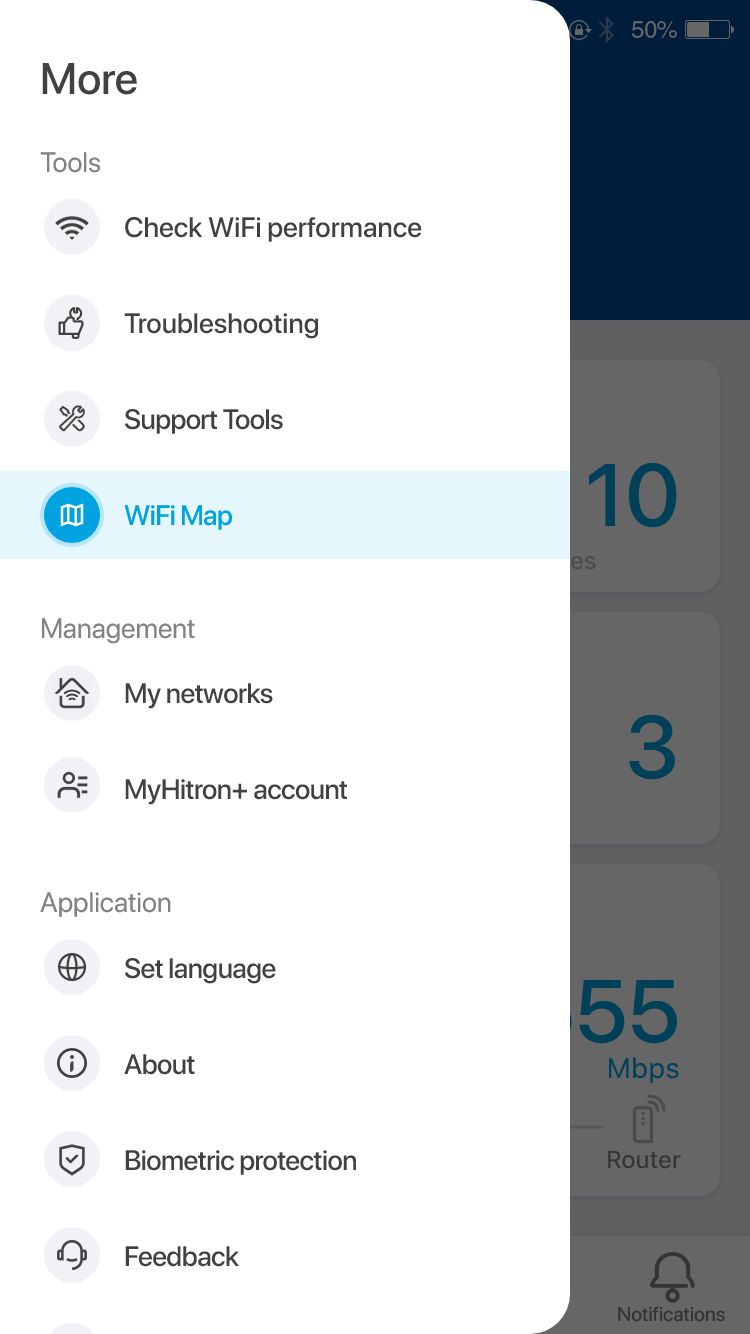 50%
More
Tools
Check WiFi performance
Troubleshooting
Support Tools
WiFi Map
10
es
Management
My networks
3
MyHitron+ account
Application
Set language
55
Mbps
About
Router
Biometric protection
Feedback
Notifications